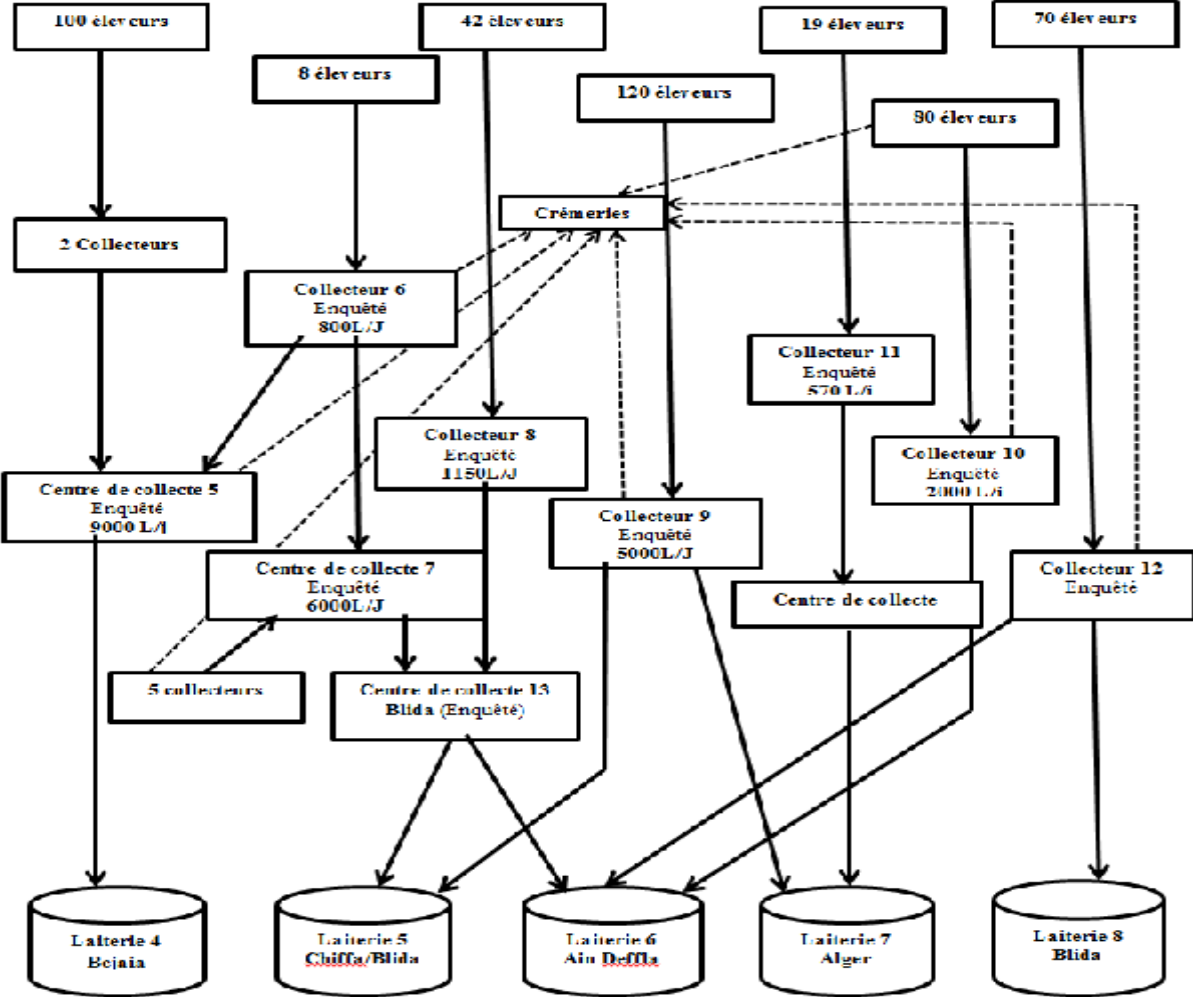 100 éleveurs
42 éleveurs
19 éleveurs
70 éleveurs
8 éleveurs
120 éleveurs
80 éleveurs
Crémeries
2 Collecteurs
Collecteur 6
Enquêté
800L/J
Collecteur 11
Enquêté
570 L/j
Collecteur 8
Enquêté
1150L/J
Collecteur 10
Enquêté
2000 L/j
Centre de collecte 5
Enquêté
9000 L/j
Collecteur 9
Enquêté
5000L/J
Centre de collecte 7
Enquêté
6000L/J
Collecteur 12
Enquêté
Centre de collecte
5 collecteurs
Centre de collecte 13
Blida (Enquêté)
Laiterie 4
Bejaia
Laiterie 5
Chiffa/Blida
Laiterie 6
Ain Deffla
Laiterie 7
Alger
Laiterie 8
Blida